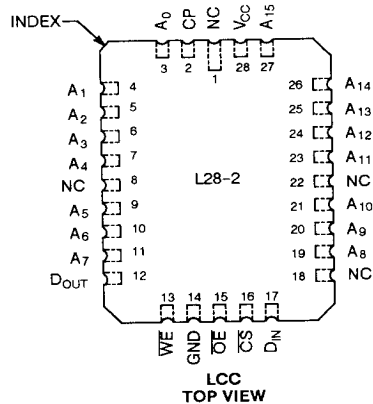 INDEX
A0 CP NC VCC A15
3 2 1 28 27
A1 4
A2 5
A3 6
A4 7
NC 8
A5 9
A6 10
A7 11
DOUT 12
L28-2
26 A14
25 A13
24 A12
23 A11
22 NC
21 A10
20 A9
19 A8
18 NC
13 14 15 16 17
W̅E̅ GND O̅E̅ C̅S̅ DIN
LCC
TOP VIEW